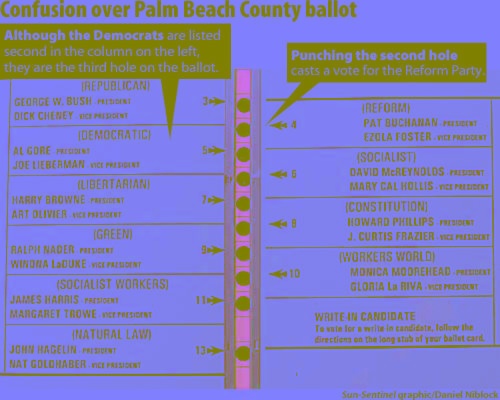 Confusion over Palm Beach County ballot
Although the Democrats are listed
second in the column on the left,
they are the third hole on the ballot.
Punching the second hole
casts a vote for the Reform Party.
(REPUBLICAN)
GEORGE W. BUSH - PRESIDENT
DICK CHENEY - VICE PRESIDENT
3
(DEMOCRATIC)
AL GORE - PRESIDENT
JOE LIEBERMAN - VICE PRESIDENT
5
(LIBERTARIAN)
HARRY BROWNE - PRESIDENT
ART OLIVIER - VICE PRESIDENT
7
(GREEN)
RALPH NADER - PRESIDENT
WINONA LaDUKE - VICE PRESIDENT
9
(SOCIALIST WORKERS)
JAMES HARRIS - PRESIDENT
MARGARET TROWE - VICE PRESIDENT
11
(NATURAL LAW)
JOHN HAGELIN - PRESIDENT
NAT GOLDHABER - VICE PRESIDENT
13
(REFORM)
4
PAT BUCHANAN - PRESIDENT
EZOLA FOSTER - VICE PRESIDENT
(SOCIALIST)
6
DAVID McREYNOLDS - PRESIDENT
MARY CAL HOLLIS - VICE PRESIDENT
(CONSTITUTION)
8
HOWARD PHILLIPS - PRESIDENT
J. CURTIS FRAZIER - VICE PRESIDENT
(WORKERS WORLD)
10
MONICA MOOREHEAD - PRESIDENT
GLORIA La RIVA - VICE PRESIDENT
WRITE IN CANDIDATE
To vote for a write in candidate, follow the
directions on the long stub of your ballot card.
Sun-Sentinel graphic/Daniel Niblock